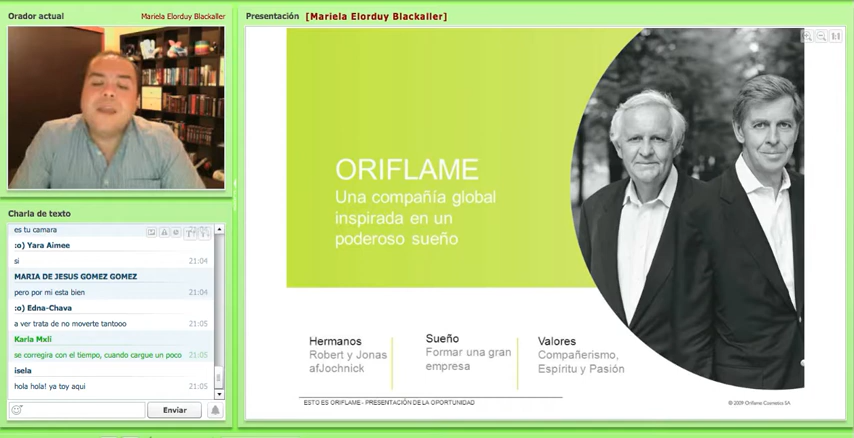 Orador actual
Mariela Elorduy Blackaller
Charla de texto
es tu camara
:o) Yara Aimee
si 21:04
MARIA DE JESUS GOMEZ GOMEZ
pero por mi esta bien 21:04
:o) Edna-Chava
a ver trata de no moverte tantooo 21:05
Karla Mxli
se corregira con el tiempo, cuando cargue un poco 21:05
isela
hola hola! ya toy aqui 21:05
Enviar
Presentación [Mariela Elorduy Blackaller]
ORIFLAME
Una compañía global
inspirada en un
poderoso sueño
Hermanos
Robert y Jonas
afJochnick
Sueño
Formar una gran
empresa
Valores
Compañerismo,
Espíritu y Pasión
ESTO ES ORIFLAME - PRESENTACIÓN DE LA OPORTUNIDAD
© 2009 Oriflame Cosmetics SA